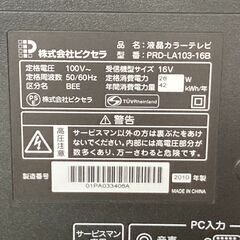 株式会社ピクセラ
品名：液晶カラーテレビ
品番：PRD-LA103-16B
定格電圧 100V～
受信機型サイズ 16V
定格周波数 50/60Hz
区分名 BEE
定格消費電力 28 W
年間消費電力量 42 kWh/年
TÜVRheinland
高圧注意
警告
サービスマン以外の方は、裏ぶたをあけないでください。
内部には高電圧部分が数多くあり、万一さわると危険です。
製造番号
01PA033406A
2010 年製
MADE IN CHINA
サービスマン
PC入力